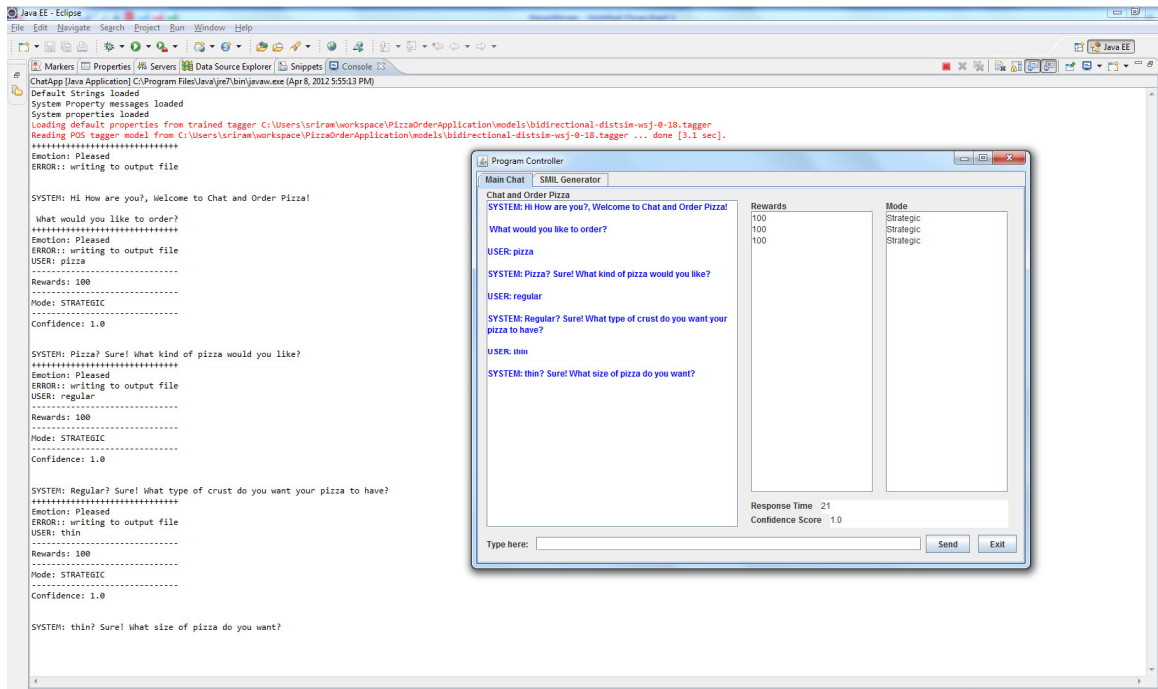 Java EE - Eclipse
File Edit Navigate Search Project Run Window Help
Java EE
Markers Properties Servers Data Source Explorer Snippets Console
ChatApp [Java Application] C:\Program Files\Java\jre7\bin\javaw.exe (Apr 8, 2012 5:55:13 PM)
Default Strings loaded
System Property messages loaded
System properties loaded
Loading default properties from trained tagger C:\Users\sriram\workspace\PizzaOrderApplication\models\bidirectional-distsim-wsj-0-18.tagger
Reading POS tagger model from C:\Users\sriram\workspace\PizzaOrderApplication\models\bidirectional-distsim-wsj-0-18.tagger ... done [3.1 sec].
++++++++++++++++++++++++++++++
Emotion: Pleased
ERROR:: writing to output file
SYSTEM: Hi How are you?, Welcome to Chat and Order Pizza!
What would you like to order?
++++++++++++++++++++++++++++++
Emotion: Pleased
ERROR:: writing to output file
USER: pizza
------------------------------
Rewards: 100
------------------------------
Mode: STRATEGIC
------------------------------
Confidence: 1.0
SYSTEM: Pizza? Sure! What kind of pizza would you like?
++++++++++++++++++++++++++++++
Emotion: Pleased
ERROR:: writing to output file
USER: regular
------------------------------
Rewards: 100
------------------------------
Mode: STRATEGIC
------------------------------
Confidence: 1.0
SYSTEM: Regular? Sure! What type of crust do you want your pizza to have?
++++++++++++++++++++++++++++++
Emotion: Pleased
ERROR:: writing to output file
USER: thin
------------------------------
Rewards: 100
------------------------------
Mode: STRATEGIC
------------------------------
Confidence: 1.0
SYSTEM: thin? Sure! What size of pizza do you want?
Program Controller
Main Chat SMIL Generator
Chat and Order Pizza
SYSTEM: Hi How are you?, Welcome to Chat and Order Pizza!
What would you like to order?
USER: pizza
SYSTEM: Pizza? Sure! What kind of pizza would you like?
USER: regular
SYSTEM: Regular? Sure! What type of crust do you want your
pizza to have?
USER: thin
SYSTEM: thin? Sure! What size of pizza do you want?
Rewards
100
100
100
Mode
Strategic
Strategic
Strategic
Response Time 21
Confidence Score 1.0
Type here:
Send Exit